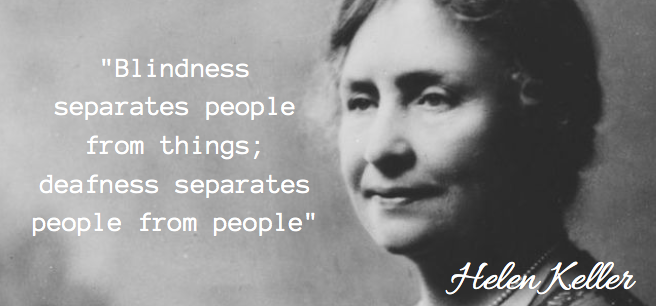 "Blindness
separates people
from things;
deafness separates
people from people"
Helen Keller